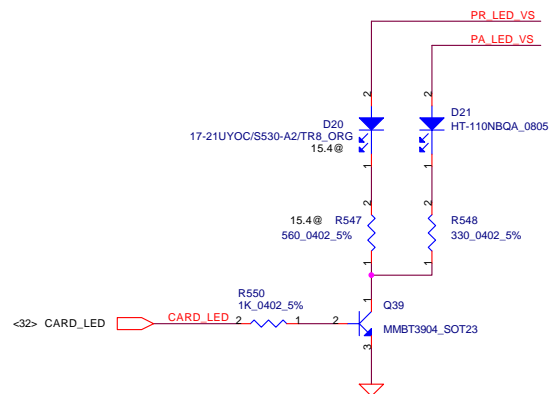 PR_LED_VS
PA_LED_VS
2
2
D20
17-21UYOC/S530-A2/TR8_ORG
15.4@
D21
HT-110NBQA_0805
1
1
2
2
15.4@ R547
560_0402_5%
R548
330_0402_5%
1
1
R550
1K_0402_5%
1
Q39
<32> CARD_LED
CARD_LED 2
1
2
MMBT3904_SOT23
3